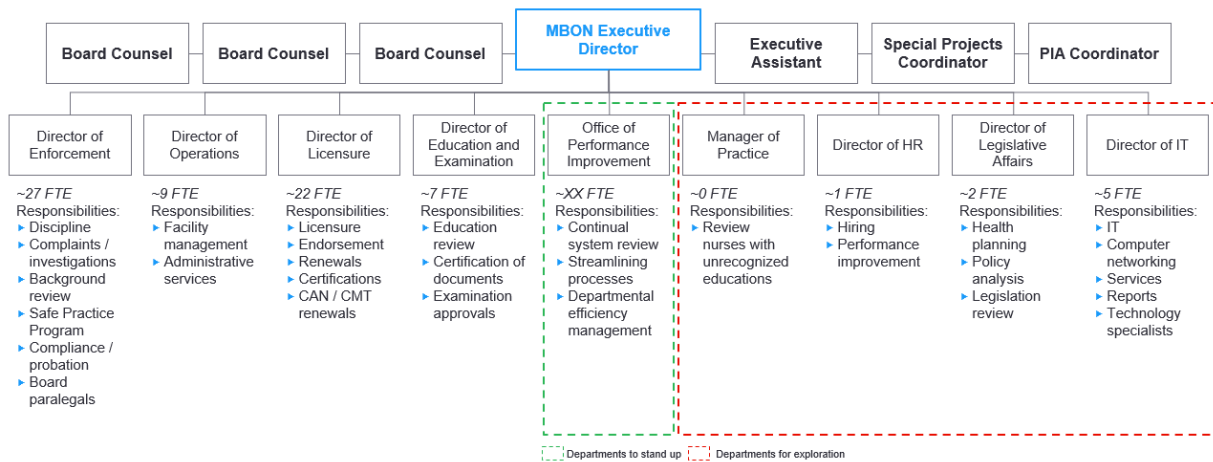 Board Counsel
Board Counsel
Board Counsel
MBON Executive
Director
Executive
Assistant
Special Projects
Coordinator
PIA Coordinator
Director of
Enforcement
~27 FTE
Responsibilities:
Discipline
Complaints /
investigations
Background
review
Safe Practice
Program
Compliance /
probation
Board
paralegals
Director of
Operations
~9 FTE
Responsibilities:
Facility
management
Administrative
services
Director of
Licensure
~22 FTE
Responsibilities:
Licensure
Endorsement
Renewals
Certifications
CAN / CMT
renewals
Director of
Education and
Examination
~7 FTE
Responsibilities:
Education
review
Certification of
documents
Examination
approvals
Office of
Performance
Improvement
~XX FTE
Responsibilities:
Continual
system review
Streamlining
processes
Departmental
efficiency
management
Manager of
Practice
~0 FTE
Responsibilities:
Review
nurses with
unrecognized
educations
Director of HR
~1 FTE
Responsibilities:
Hiring
Performance
improvement
Director of
Legislative
Affairs
~2 FTE
Responsibilities:
Health
planning
Policy
analysis
Legislation
review
Director of IT
~5 FTE
Responsibilities:
IT
Computer
networking
Services
Reports
Technology
specialists
Departments to stand up
Departments for exploration